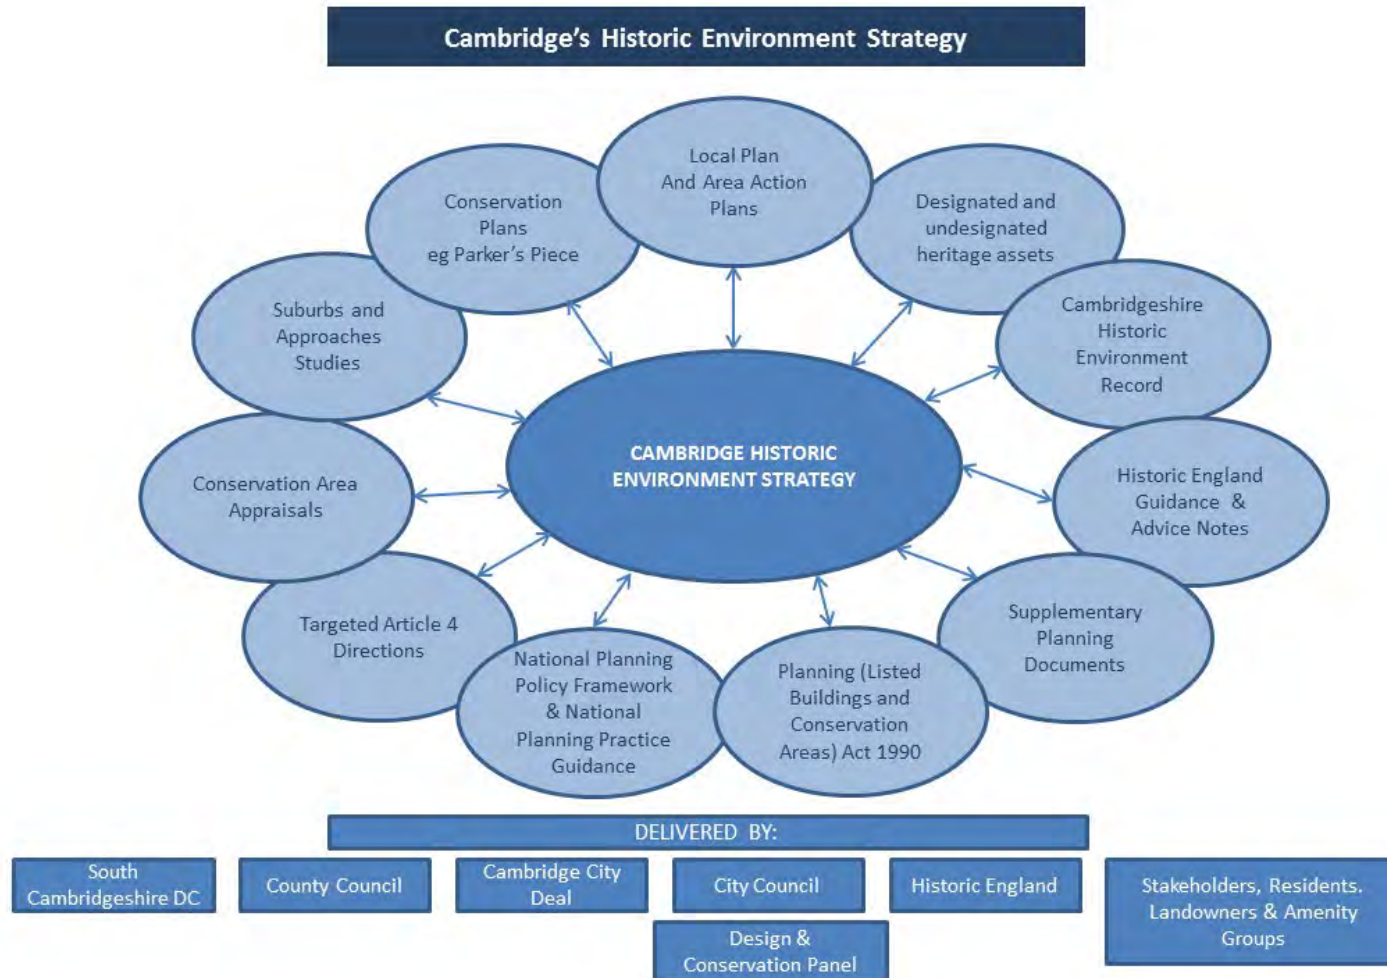 Cambridge's Historic Environment Strategy
Local Plan
And Area Action
Plans
Designated and
undesignated
heritage assets
Cambridgeshire
Historic
Environment
Record
Historic England
Guidance & 
Advice Notes
Supplementary
Planning
Documents
Planning (Listed
Buildings and
Conservation
Areas) Act 1990
National Planning
Policy Framework
& National
Planning Practice
Guidance
Targeted Article 4
Directions
Conservation Area
Appraisals
Suburbs and
Approaches
Studies
Conservation
Plans
eg Parker's Piece
CAMBRIDGE HISTORIC
ENVIRONMENT STRATEGY
DELIVERED BY:
South
Cambridgeshire DC
County Council
Cambridge City
Deal
City Council
Historic England
Stakeholders, Residents.
Landowners & Amenity
Groups
Design &
Conservation Panel